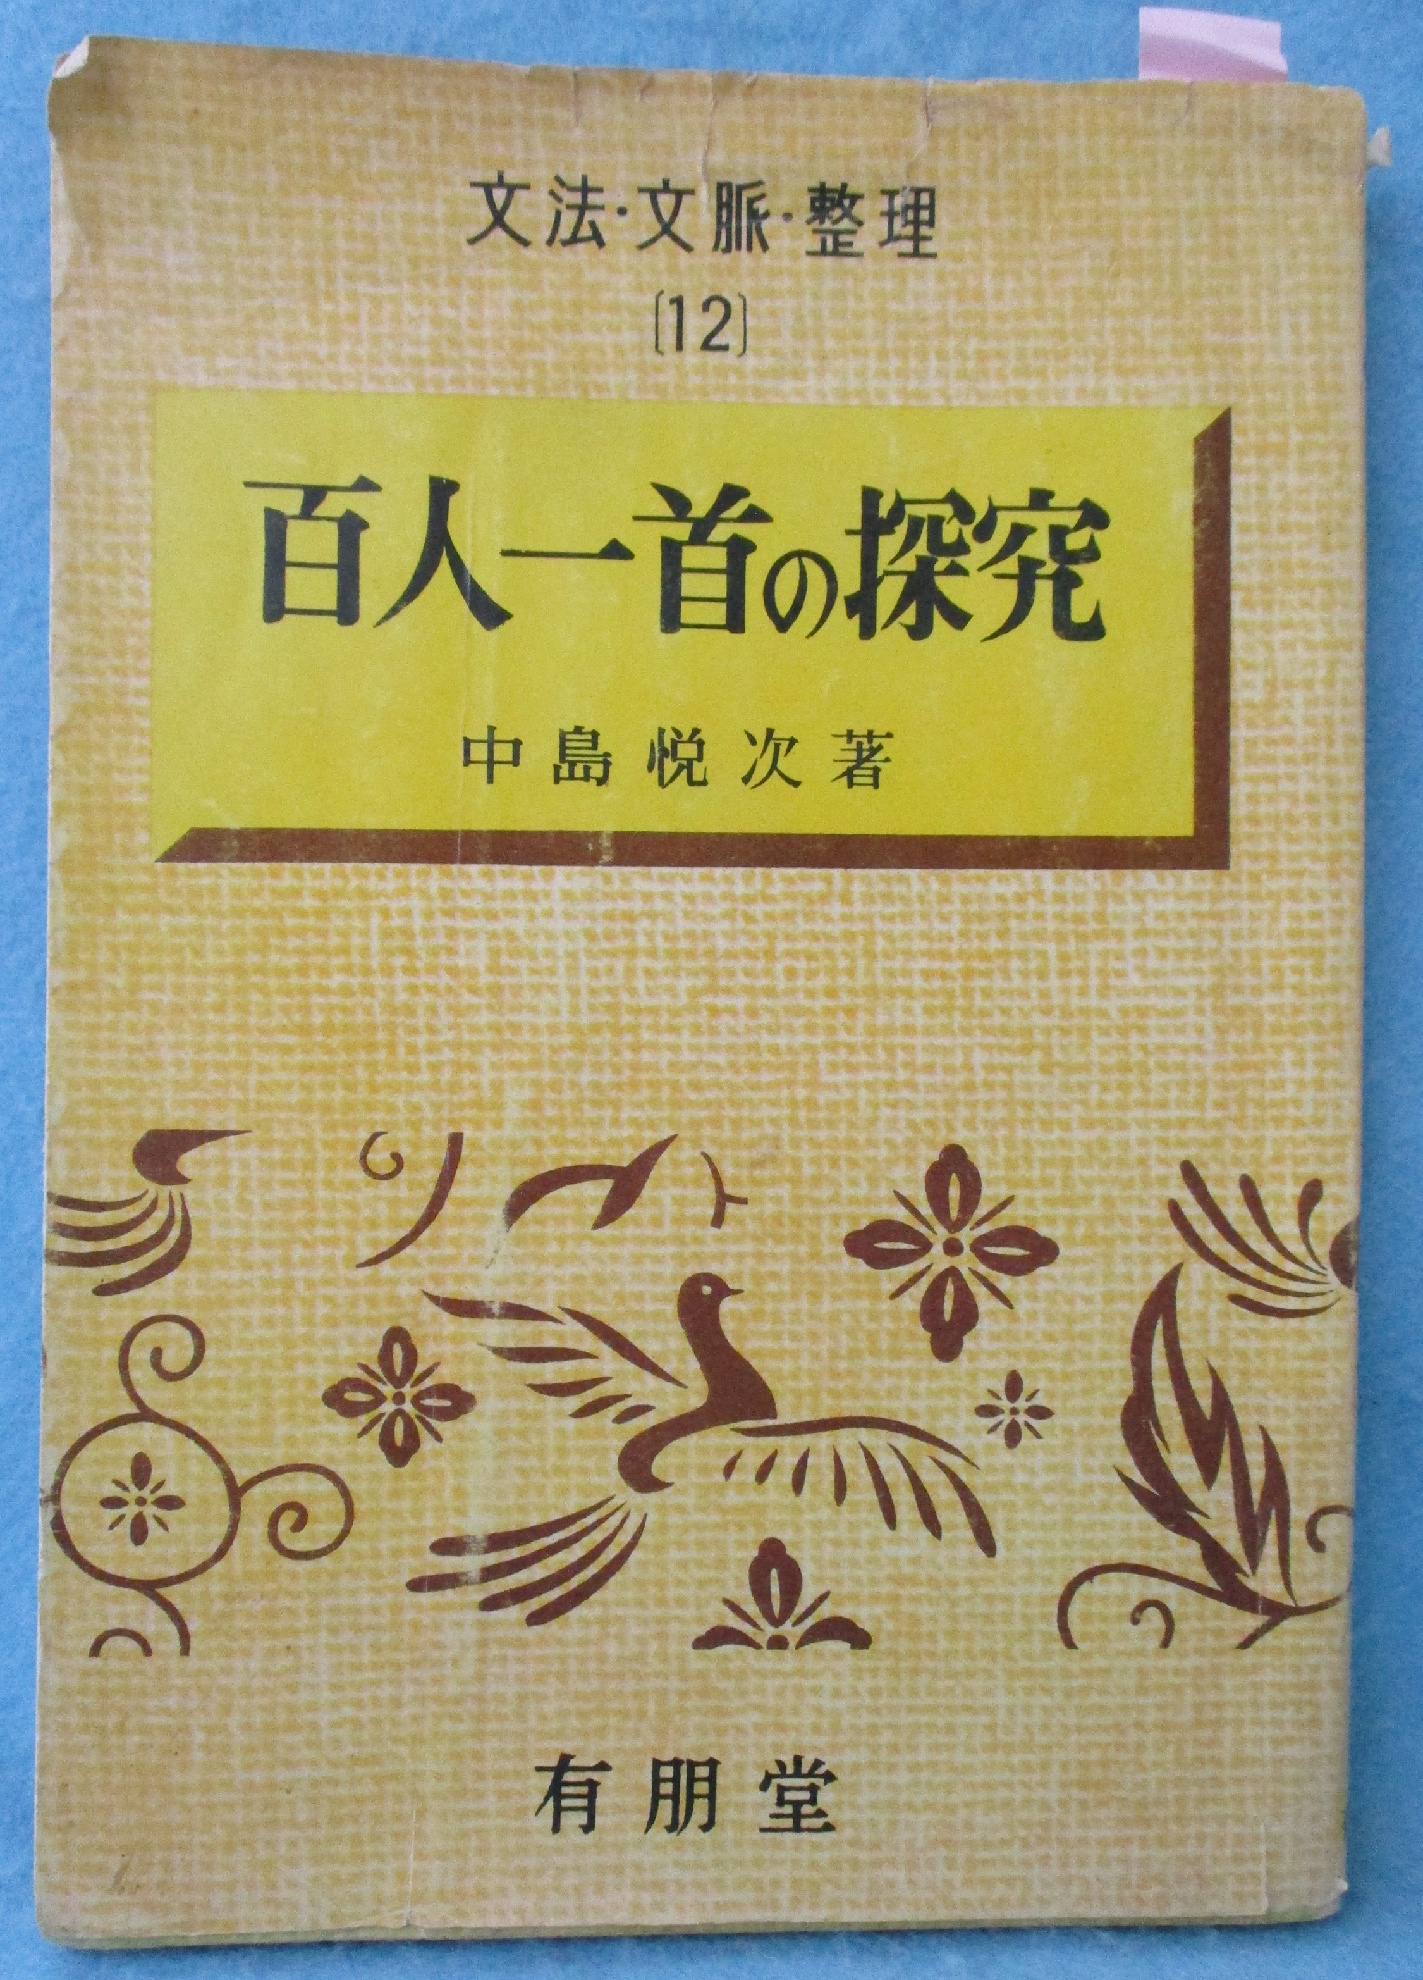 文法・文脈・整理
〔12〕
百人一首の探究
中島悦次著
有朋堂